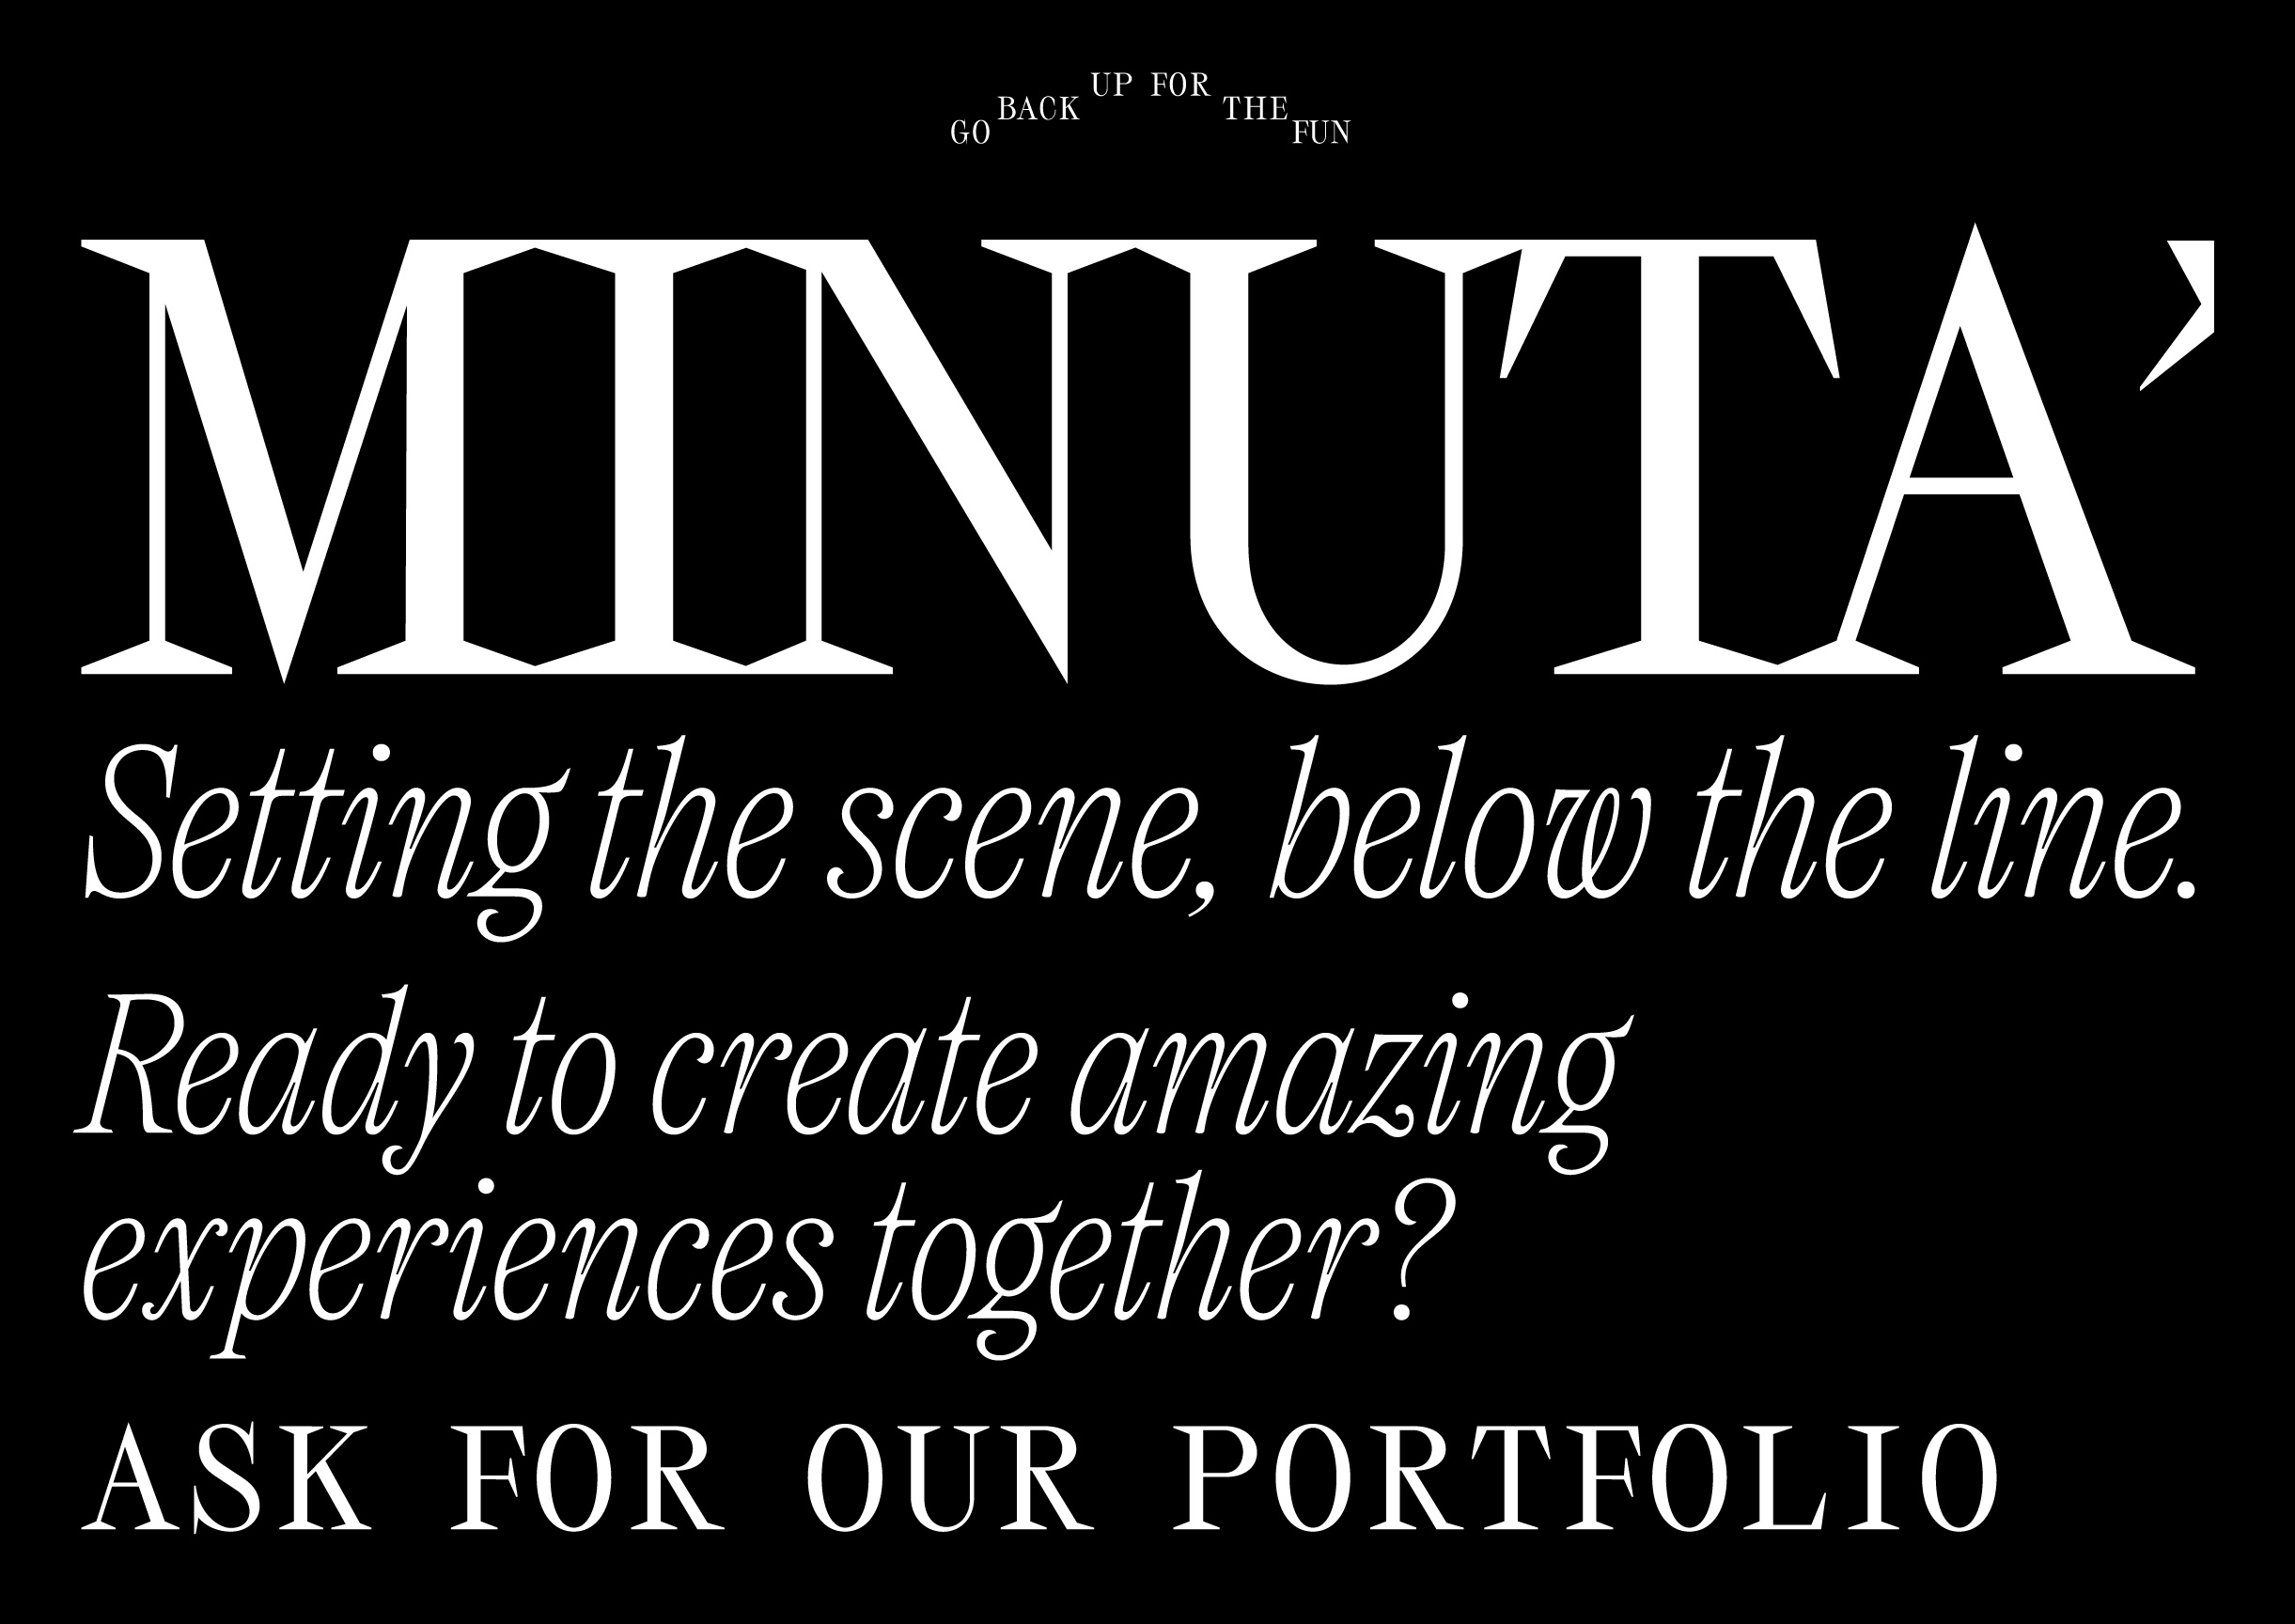 GO BACK UP FOR THE FUN
MINUTA’
Setting the scene, below the line.
Ready to create amazing
experiences together?
ASK FOR OUR PORTFOLIO